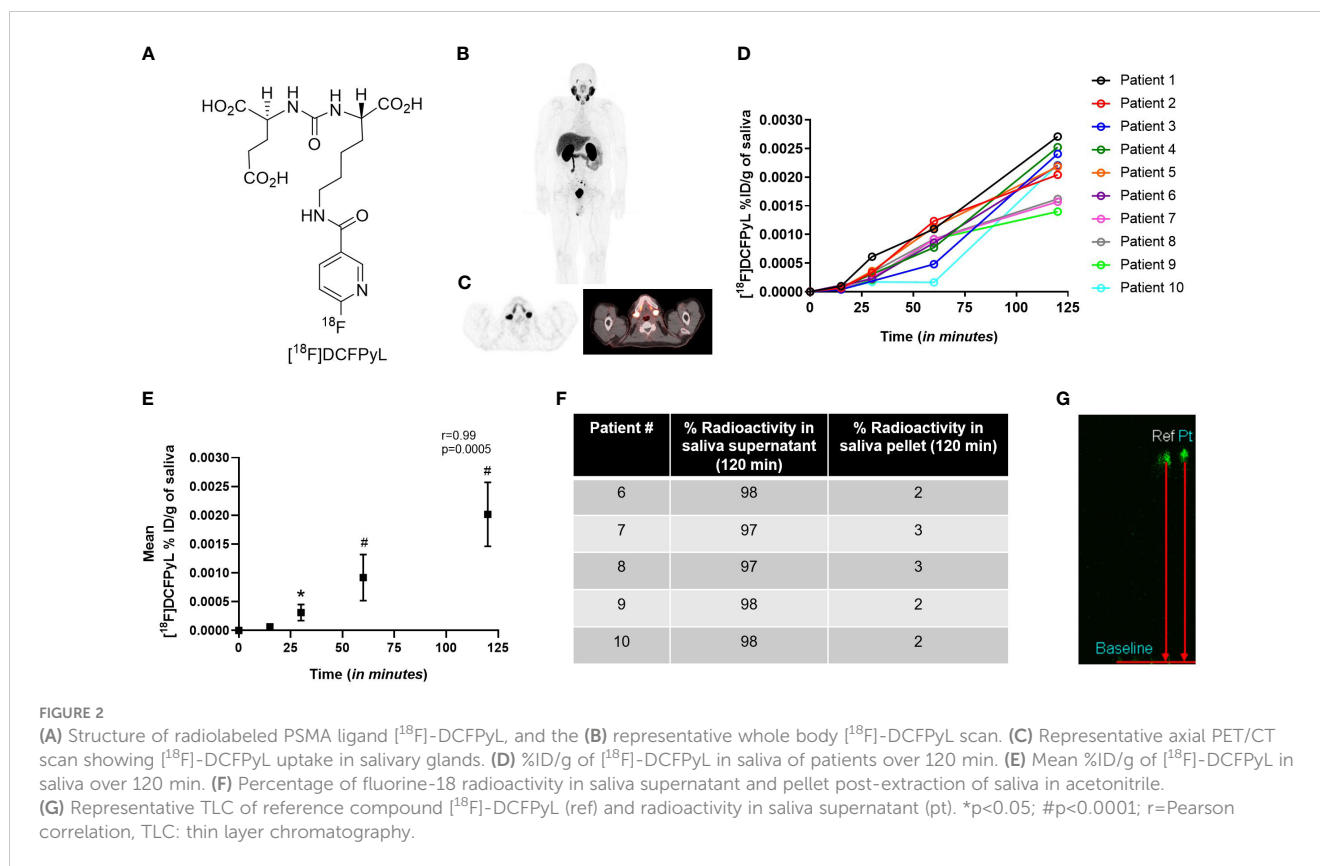 A
HO₂C
H
H
N
H
N
O
H
CO₂H
CO₂H
HN
O
N
¹⁸F
[¹⁸F]DCFPyL
B
C
D
[¹⁸F]DCFPyL %ID/g of saliva
0.0030
0.0025
0.0020
0.0015
0.0010
0.0005
0.0000
0 25 50 75 100 125
Time (in minutes)
Patient 1
Patient 2
Patient 3
Patient 4
Patient 5
Patient 6
Patient 7
Patient 8
Patient 9
Patient 10
E
Mean
[¹⁸F]DCFPyL % ID/g of saliva
r=0.99
p=0.0005
0.0030
0.0025
0.0020
0.0015
0.0010
0.0005
0.0000
*
#
#
0 25 50 75 100 125
Time (in minutes)
F
Patient # % Radioactivity in saliva supernatant (120 min) % Radioactivity in saliva pellet (120 min)
6 98 2
7 97 3
8 97 3
9 98 2
10 98 2
G
Ref Pt
Baseline
FIGURE 2
(A) Structure of radiolabeled PSMA ligand [¹⁸F]-DCFPyL, and the (B) representative whole body [¹⁸F]-DCFPyL scan. (C) Representative axial PET/CT
scan showing [¹⁸F]-DCFPyL uptake in salivary glands. (D) %ID/g of [¹⁸F]-DCFPyL in saliva of patients over 120 min. (E) Mean %ID/g of [¹⁸F]-DCFPyL in
saliva over 120 min. (F) Percentage of fluorine-18 radioactivity in saliva supernatant and pellet post-extraction of saliva in acetonitrile.
(G) Representative TLC of reference compound [¹⁸F]-DCFPyL (ref) and radioactivity in saliva supernatant (pt). *p<0.05; #p<0.0001; r=Pearson
correlation, TLC: thin layer chromatography.